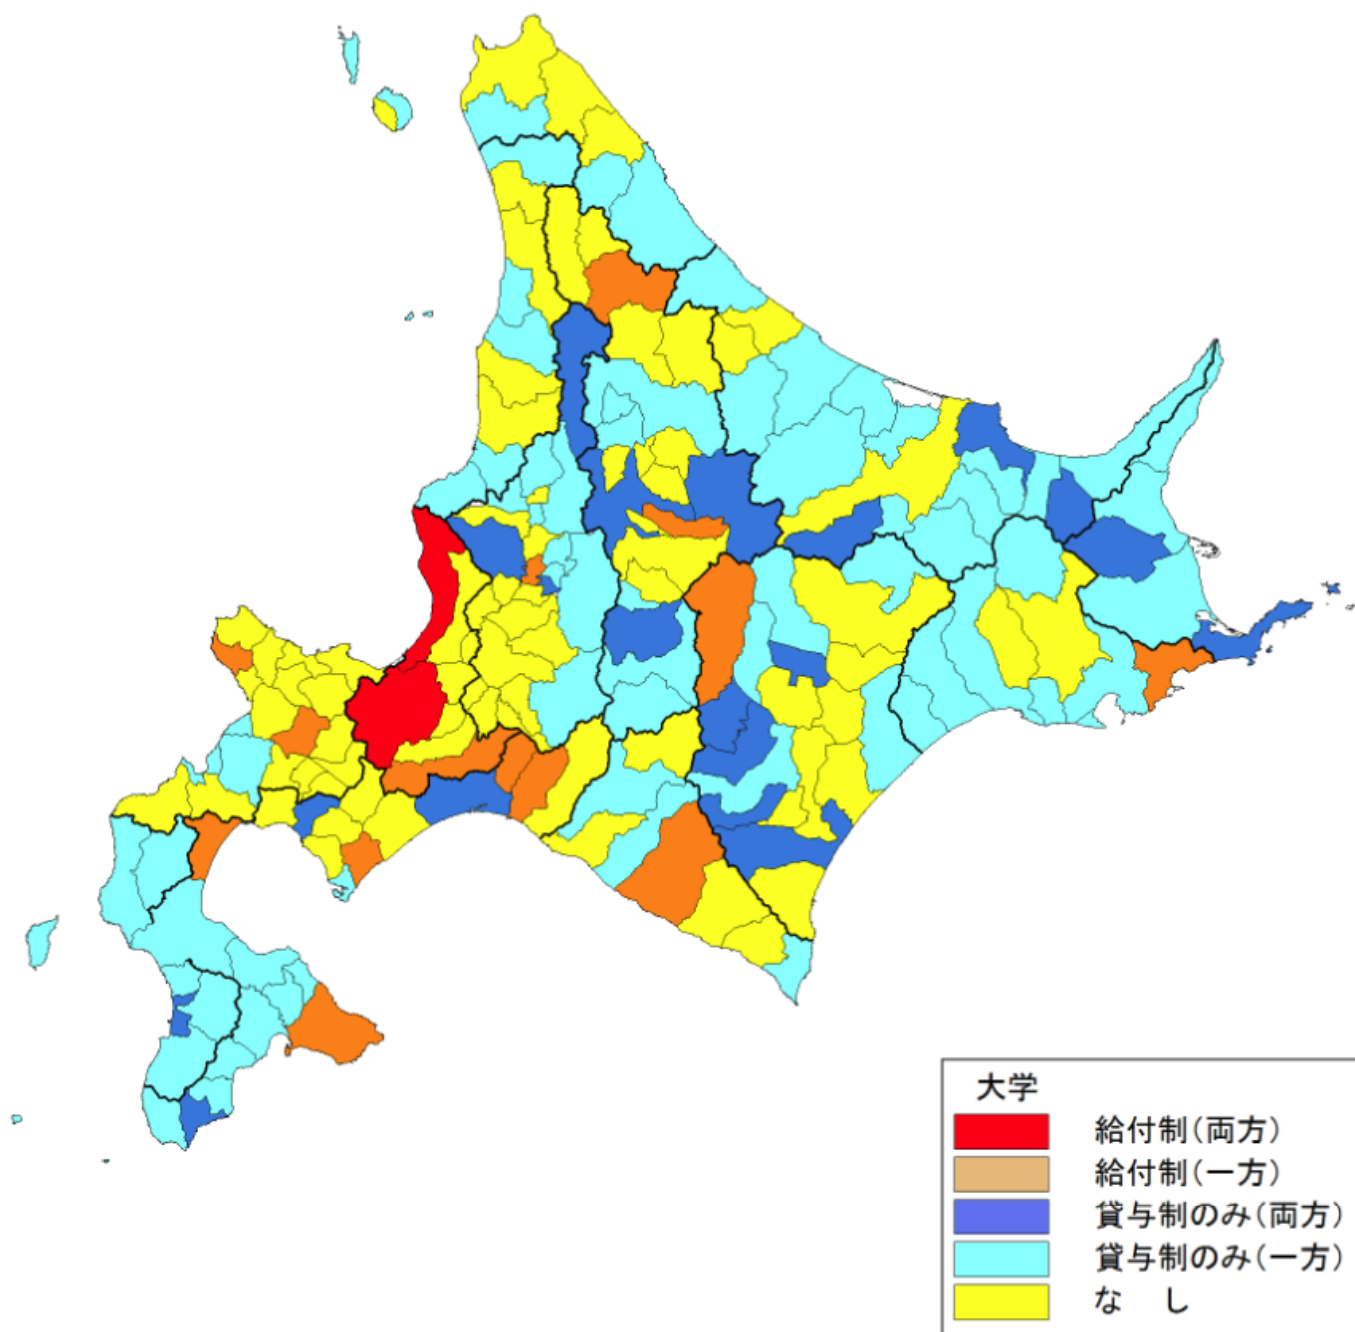 大学
給付制(両方)
給付制(一方)
貸与制のみ(両方)
貸与制のみ(一方)
な し